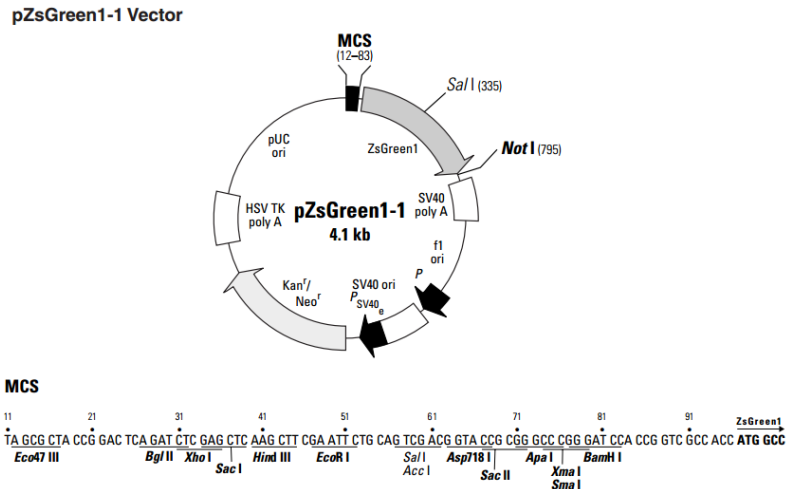 pZsGreen1-1 Vector
MCS
(12–83)
Sal I (335)
ZsGreen1
Not I (795)
pUC
ori
HSV TK
poly A
pZsGreen1-1
4.1 kb
SV40
poly A
f1
ori
P
SV40 ori
P SV40 e
Kanr/
Neor
MCS
11 21 31 41 51 61 71 81 91 ZsGreen1
TA GCG CTA CCG GAC TCA GAT CTC GAG CTC AAG CTT CGA ATT CTG CAG TCG ACG GTA CCG CGG GCC CGG GAT CCA CCG GTC GCC ACC ATG GCC
Eco47 III Bgl II Xho I Hind III EcoR I Sal I Asp718 I Apa I BamH I
Sac I Acc I Sac II Xma I
Sma I